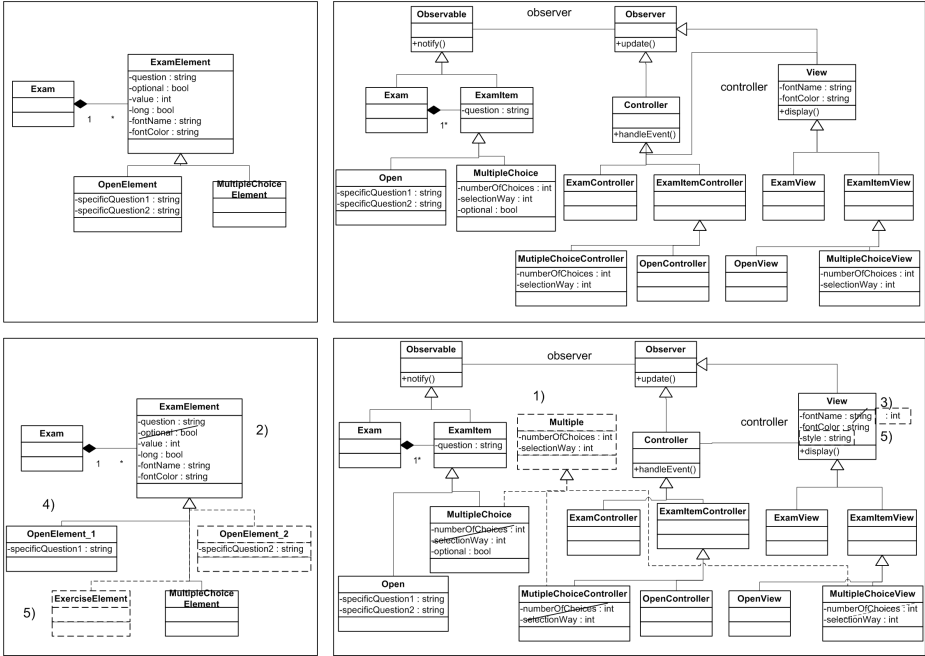 ExamElement
-question : string
-optional : bool
-value : int
-long : bool
-fontName : string
-fontColor : string
Exam
1 *
OpenElement
-specificQuestion1 : string
-specificQuestion2 : string
MultipleChoice
Element
Observable
observer
Observer
+notify()
+update()
controller
View
-fontName : string
-fontColor : string
+display()
Exam
ExamItem
-question : string
1*
Controller
+handleEvent()
Open
-specificQuestion1 : string
-specificQuestion2 : string
MultipleChoice
-numberOfChoices : int
-selectionWay : int
-optional : bool
ExamController
ExamItemController
ExamView
ExamItemView
MutipleChoiceController
-numberOfChoices : int
-selectionWay : int
OpenController
OpenView
MultipleChoiceView
-numberOfChoices : int
-selectionWay : int
ExamElement
-question : string
-optional : bool
-value : int
-long : bool
-fontName : string
-fontColor : string
2)
Exam
1 *
4)
OpenElement_1
-specificQuestion1 : string
OpenElement_2
-specificQuestion2 : string
5)
ExerciseElement
MultipleChoice
Element
Observable
observer
Observer
+notify()
+update()
1)
Multiple
-numberOfChoices : int
-selectionWay : int
controller
View
3)
-fontName : string
: int
-fontColor : string
-style : string
5)
+display()
Exam
ExamItem
-question : string
1*
Controller
+handleEvent()
MultipleChoice
-numberOfChoices : int
-selectionWay : int
-optional : bool
ExamController
ExamItemController
ExamView
ExamItemView
Open
-specificQuestion1 : string
-specificQuestion2 : string
MutipleChoiceController
-numberOfChoices : int
-selectionWay : int
OpenController
OpenView
MultipleChoiceView
-numberOfChoices : int
-selectionWay : int